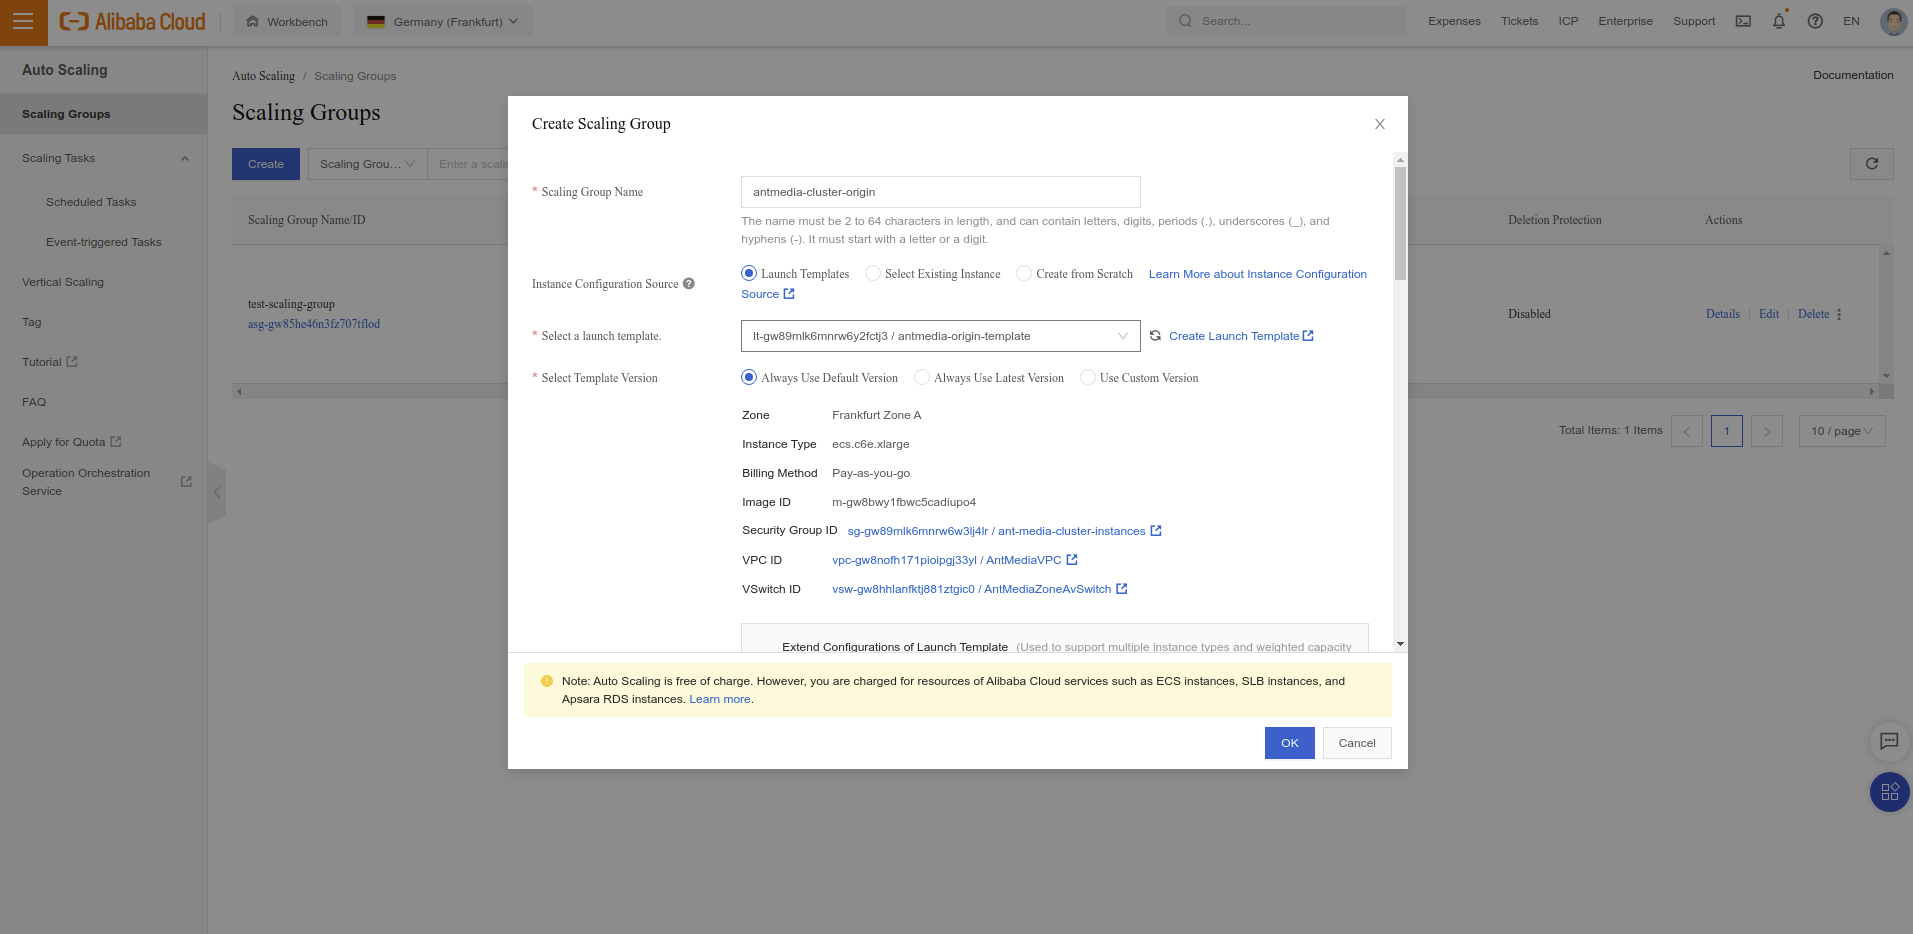 Alibaba Cloud
Workbench
Germany (Frankfurt)
Search...
Expenses
Tickets
ICP
Enterprise
Support
EN
Auto Scaling
Scaling Groups
Scaling Tasks
Scheduled Tasks
Event-triggered Tasks
Vertical Scaling
Tag
Tutorial
FAQ
Apply for Quota
Operation Orchestration
Service
Auto Scaling / Scaling Groups
Documentation
Scaling Groups
Create
Scaling Grou...
Enter a scalin
Scaling Group Name/ID
Deletion Protection
Actions
test-scaling-group
asg-gw85he46n3fz707tflod
Disabled
Details
Edit
Delete
Total Items: 1 Items
1
10 / page
Create Scaling Group
* Scaling Group Name
antmedia-cluster-origin
The name must be 2 to 64 characters in length, and can contain letters, digits, periods (.), underscores (_), and
hyphens (-). It must start with a letter or a digit.
Instance Configuration Source ?
Launch Templates
Select Existing Instance
Create from Scratch
Learn More about Instance Configuration
Source
* Select a launch template.
lt-gw89mlk6mnrw6y2fctj3 / antmedia-origin-template
Create Launch Template
* Select Template Version
Always Use Default Version
Always Use Latest Version
Use Custom Version
Zone Frankfurt Zone A
Instance Type ecs.c6e.xlarge
Billing Method Pay-as-you-go
Image ID m-gw8bwy1fbwc5cadiupo4
Security Group ID sg-gw89mlk6mnrw6w3lj4lr / ant-media-cluster-instances
VPC ID vpc-gw8nofh171pioipgj33yl / AntMediaVPC
VSwitch ID vsw-gw8hhlanfktj881ztgic0 / AntMediaZoneAvSwitch
Extend Configurations of Launch Template (Used to support multiple instance types and weighted capacity
Note: Auto Scaling is free of charge. However, you are charged for resources of Alibaba Cloud services such as ECS instances, SLB instances, and
Apsara RDS instances. Learn more.
OK
Cancel